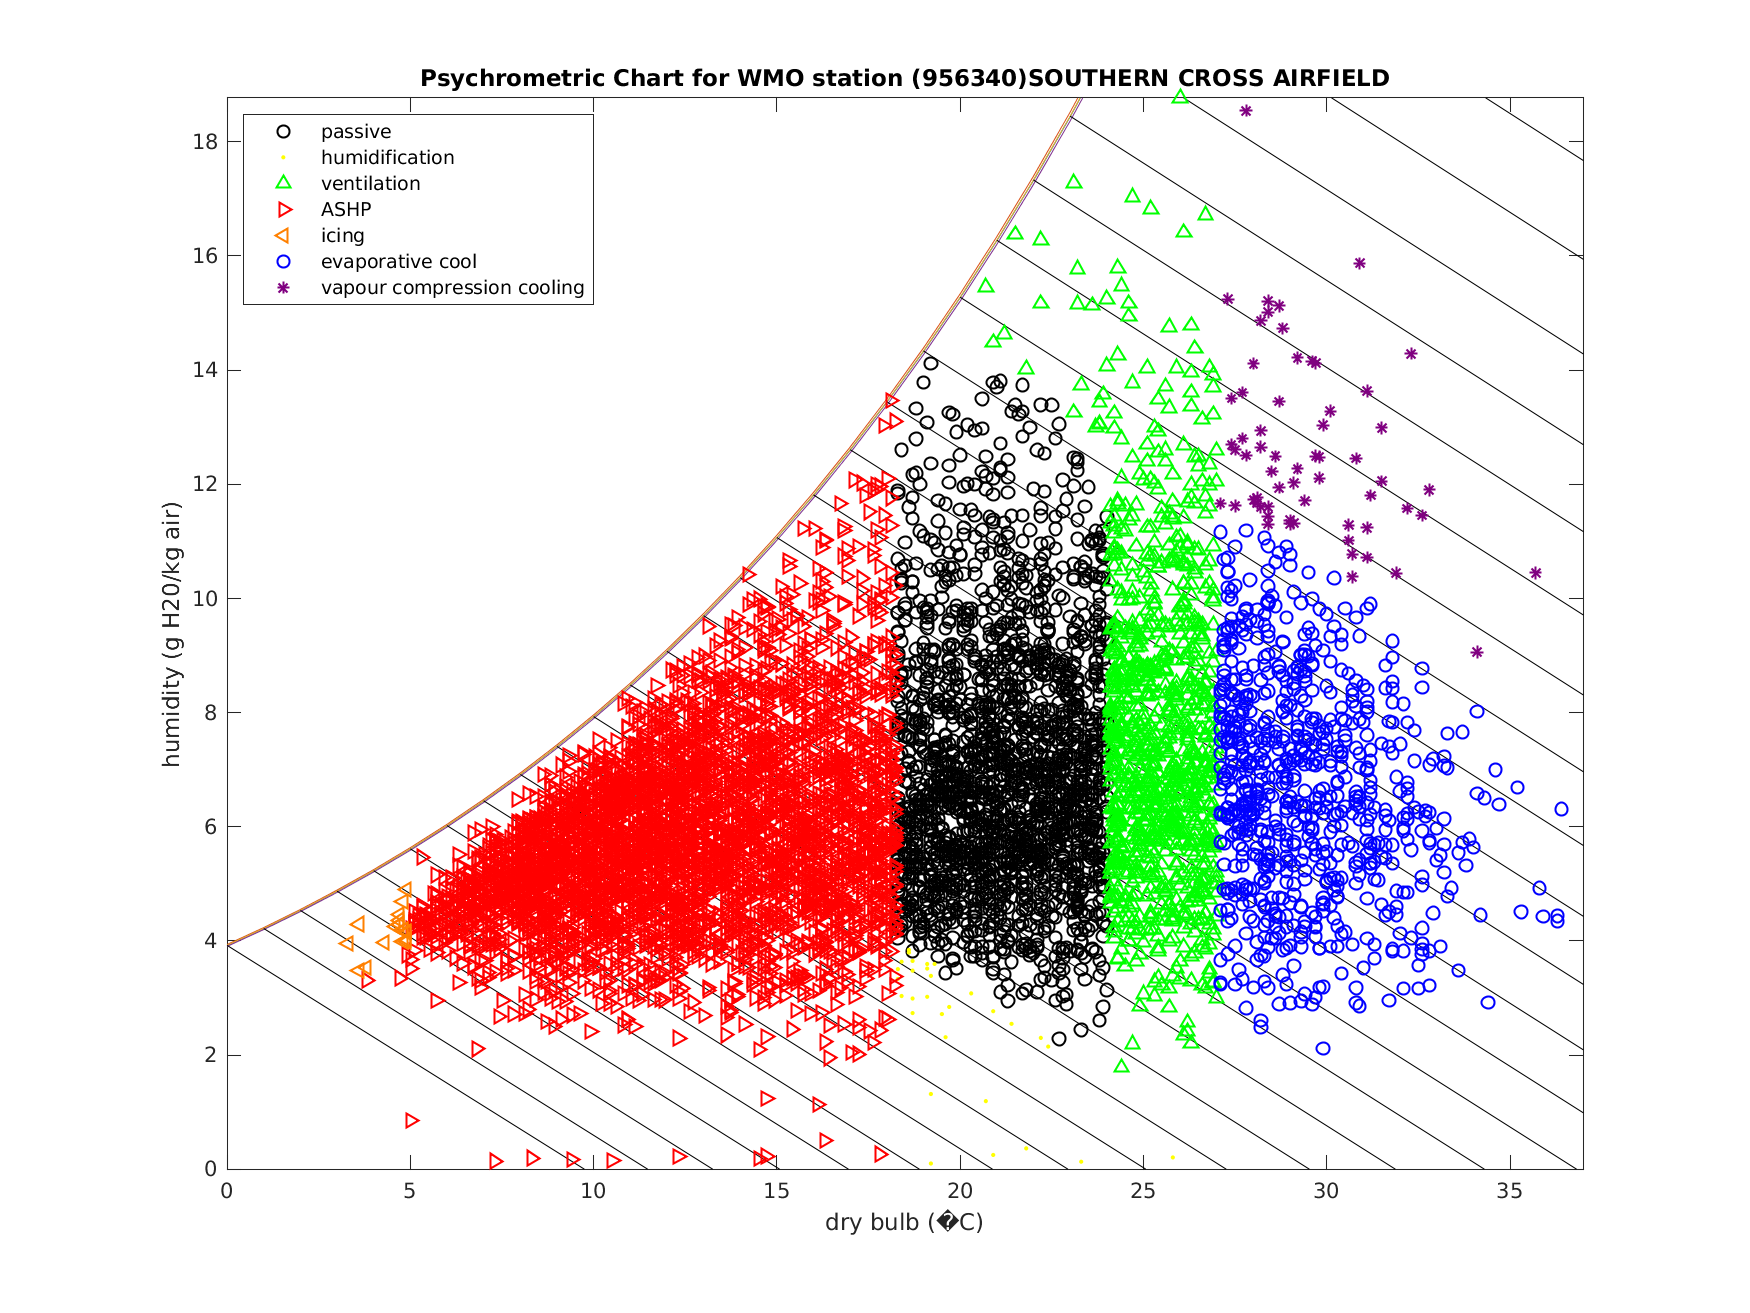 Psychrometric Chart for WMO station (956340)SOUTHERN CROSS AIRFIELD
passive
humidification
ventilation
ASHP
icing
evaporative cool
vapour compression cooling
humidity (g H20/kg air)
18
16
14
12
10
8
6
4
2
0
0 5 10 15 20 25 30 35
dry bulb (�C)